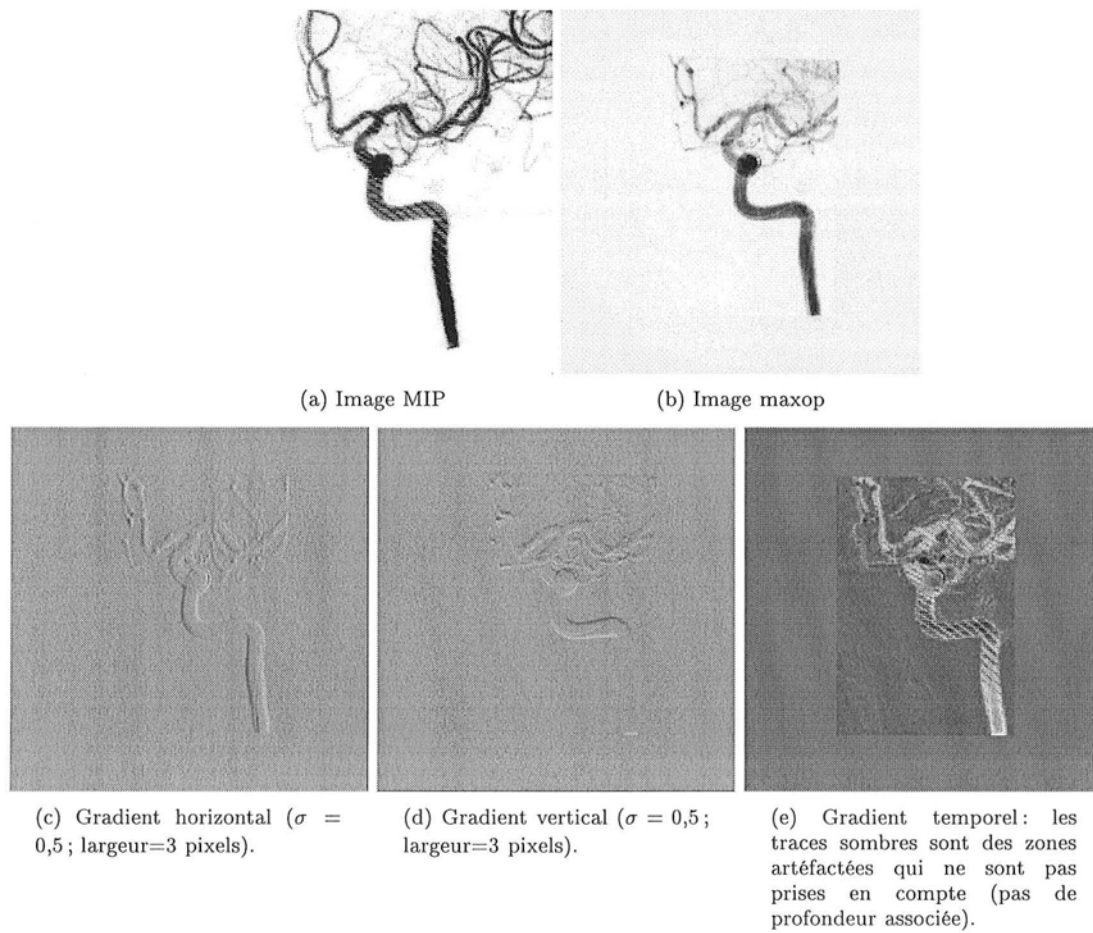 (a) Image MIP
(b) Image maxop
(c) Gradient horizontal (σ =
0,5 ; largeur=3 pixels).
(d) Gradient vertical (σ = 0,5 ;
largeur=3 pixels).
(e) Gradient temporel : les
traces sombres sont des zones
artéfactées qui ne sont pas
prises en compte (pas de
profondeur associée).